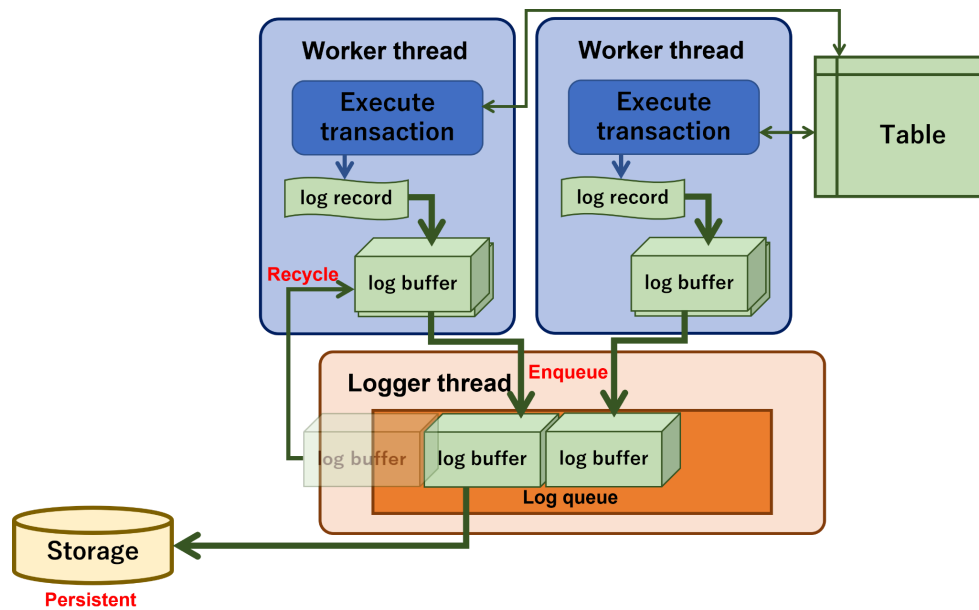 Worker thread
Worker thread
Execute
transaction
Execute
transaction
Table
log record
log record
Recycle
log buffer
log buffer
Enqueue
Logger thread
log buffer
log buffer
log buffer
Log queue
Storage
Persistent